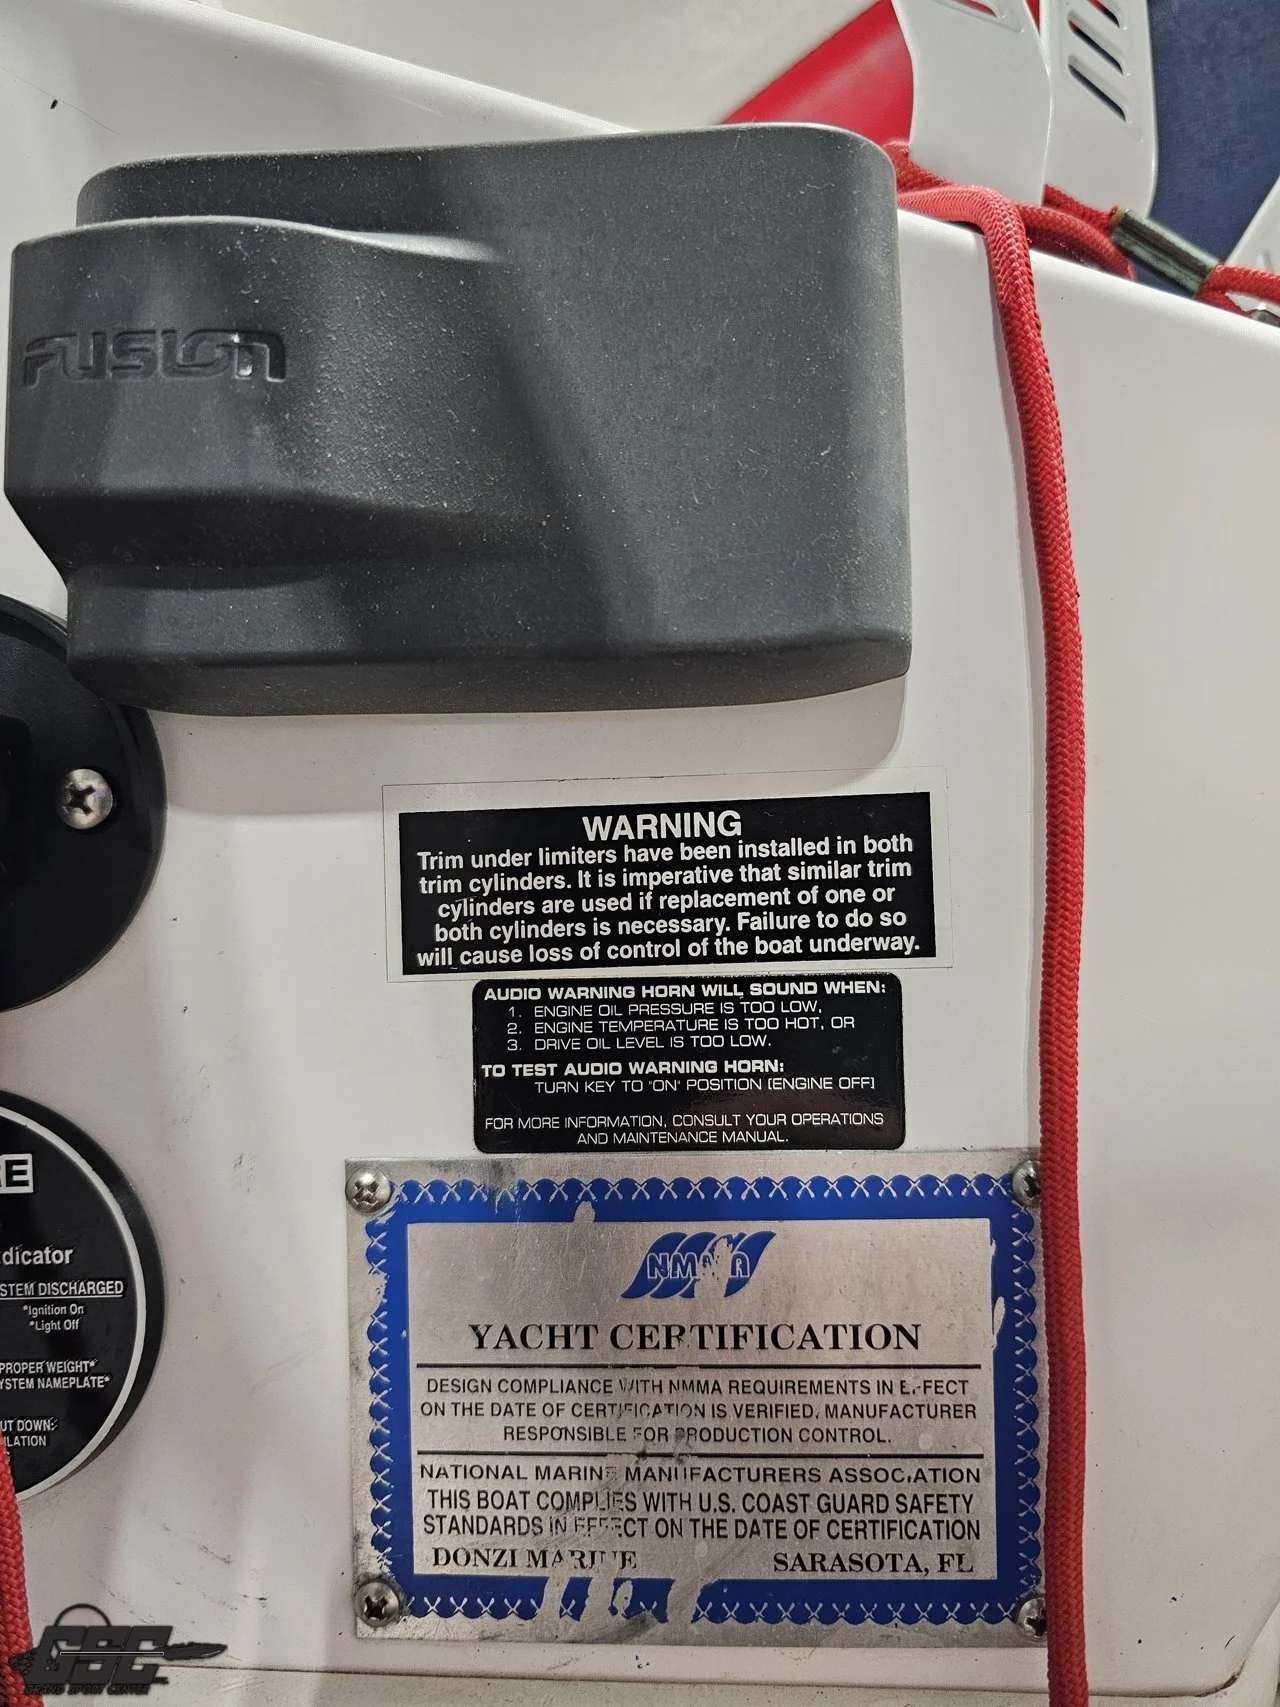 FUSION
WARNING
Trim under limiters have been installed in both
trim cylinders. It is imperative that similar trim
cylinders are used if replacement of one or
both cylinders is necessary. Failure to do so
will cause loss of control of the boat underway.
AUDIO WARNING HORN WILL SOUND WHEN:
1. ENGINE OIL PRESSURE IS TOO LOW,
2. ENGINE TEMPERATURE IS TOO HOT, OR
3. DRIVE OIL LEVEL IS TOO LOW.
TO TEST AUDIO WARNING HORN:
TURN KEY TO "ON" POSITION (ENGINE OFF)
FOR MORE INFORMATION, CONSULT YOUR OPERATIONS
AND MAINTENANCE MANUAL.
RE
dicator
STEM DISCHARGED
*Ignition On
*Light Off
PROPER WEIGHT*
YSTEM NAMEPLATE*
UT DOWN:
ILATION
NMMA
YACHT CERTIFICATION
DESIGN COMPLIANCE WITH NMMA REQUIREMENTS IN EFFECT
ON THE DATE OF CERTIFICATION IS VERIFIED. MANUFACTURER
RESPONSIBLE FOR PRODUCTION CONTROL.
NATIONAL MARINE MANUFACTURERS ASSOCIATION
THIS BOAT COMPLIES WITH U.S. COAST GUARD SAFETY
STANDARDS IN EFFECT ON THE DATE OF CERTIFICATION
DONZI MARINE SARASOTA, FL
GSC
GRAND SPORT CENTER INC.